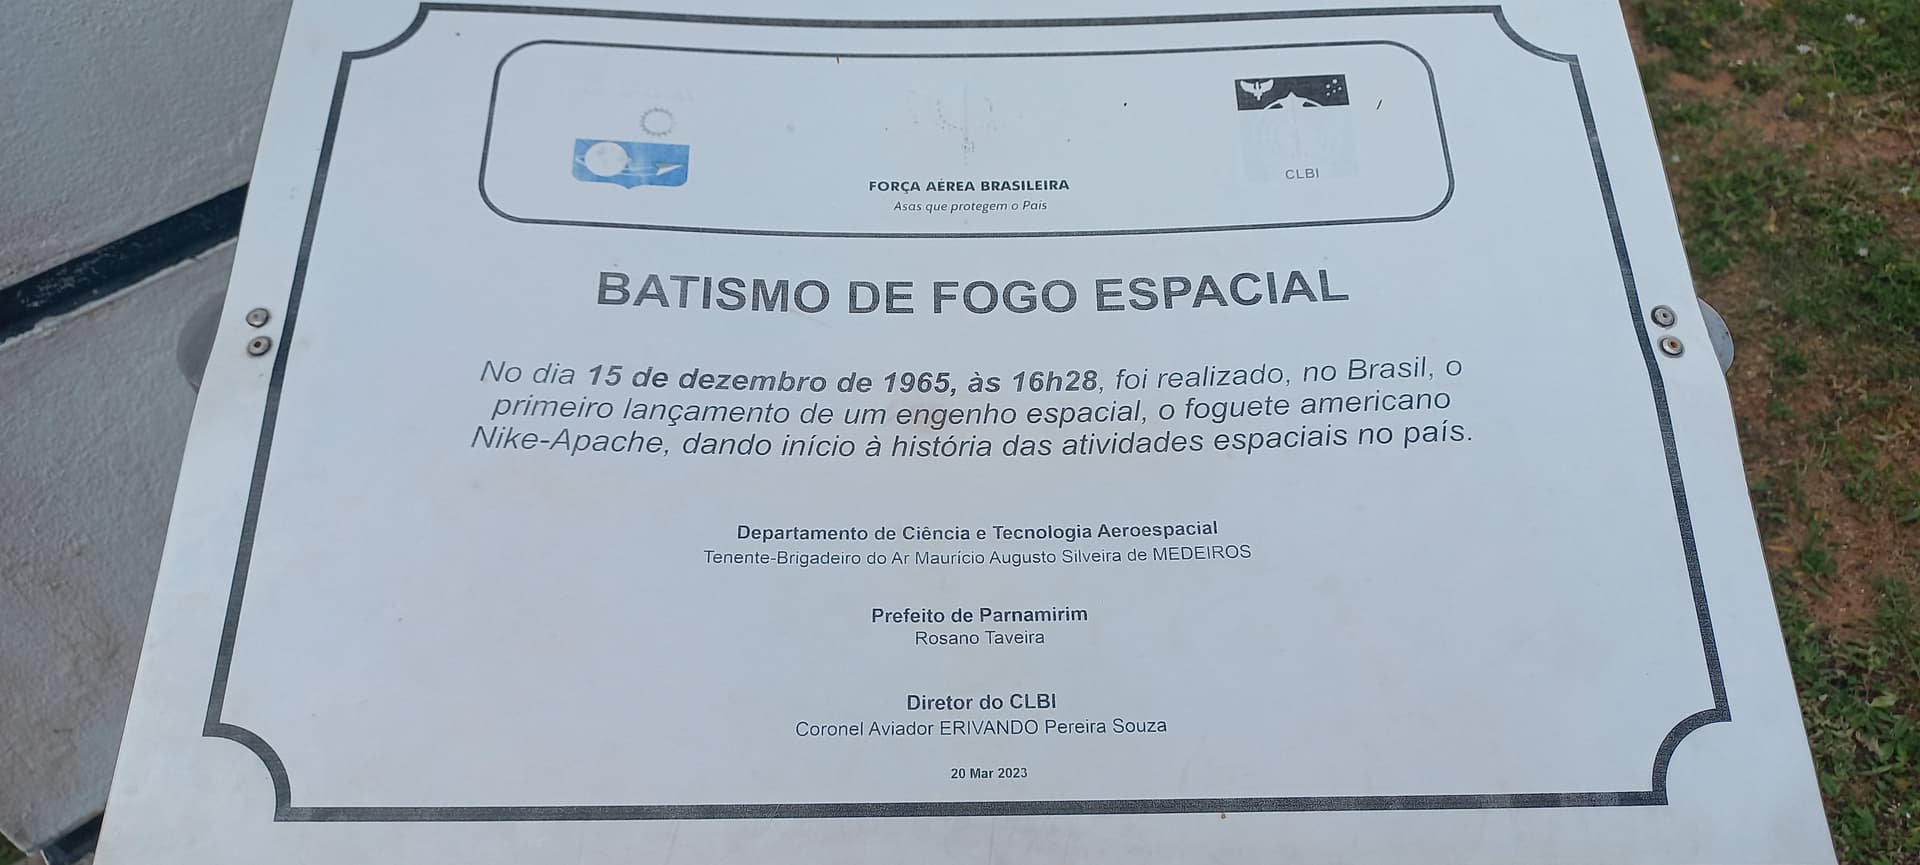 CLBI
FORÇA AÉREA BRASILEIRA
Asas que protegem o País
BATISMO DE FOGO ESPACIAL
No dia 15 de dezembro de 1965, às 16h28, foi realizado, no Brasil, o
primeiro lançamento de um engenho espacial, o foguete americano
Nike-Apache, dando início à história das atividades espaciais no país.
Departamento de Ciência e Tecnologia Aeroespacial
Tenente-Brigadeiro do Ar Maurício Augusto Silveira de MEDEIROS
Prefeito de Parnamirim
Rosano Taveira
Diretor do CLBI
Coronel Aviador ERIVANDO Pereira Souza
20 Mar 2023